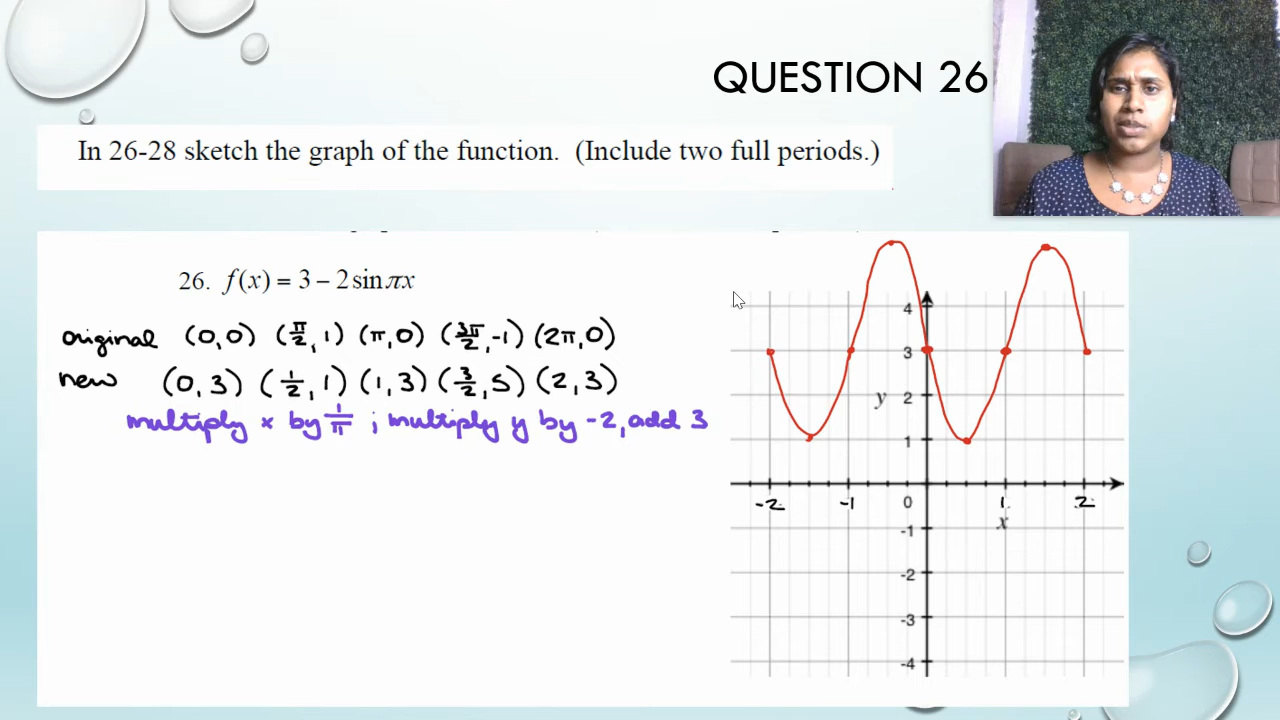 QUESTION 26
In 26-28 sketch the graph of the function. (Include two full periods.)
26. f(x) = 3 − 2 sin πx
original (0,0) (π/2, 1) (π, 0) (3π/2, -1) (2π, 0)
new (0, 3) (1/2, 1) (1, 3) (3/2, 5) (2, 3)
multiply x by 1/π ; multiply y by -2, add 3
4
3
y 2
1
-2 -1 0 1 2
x
-1
-2
-3
-4